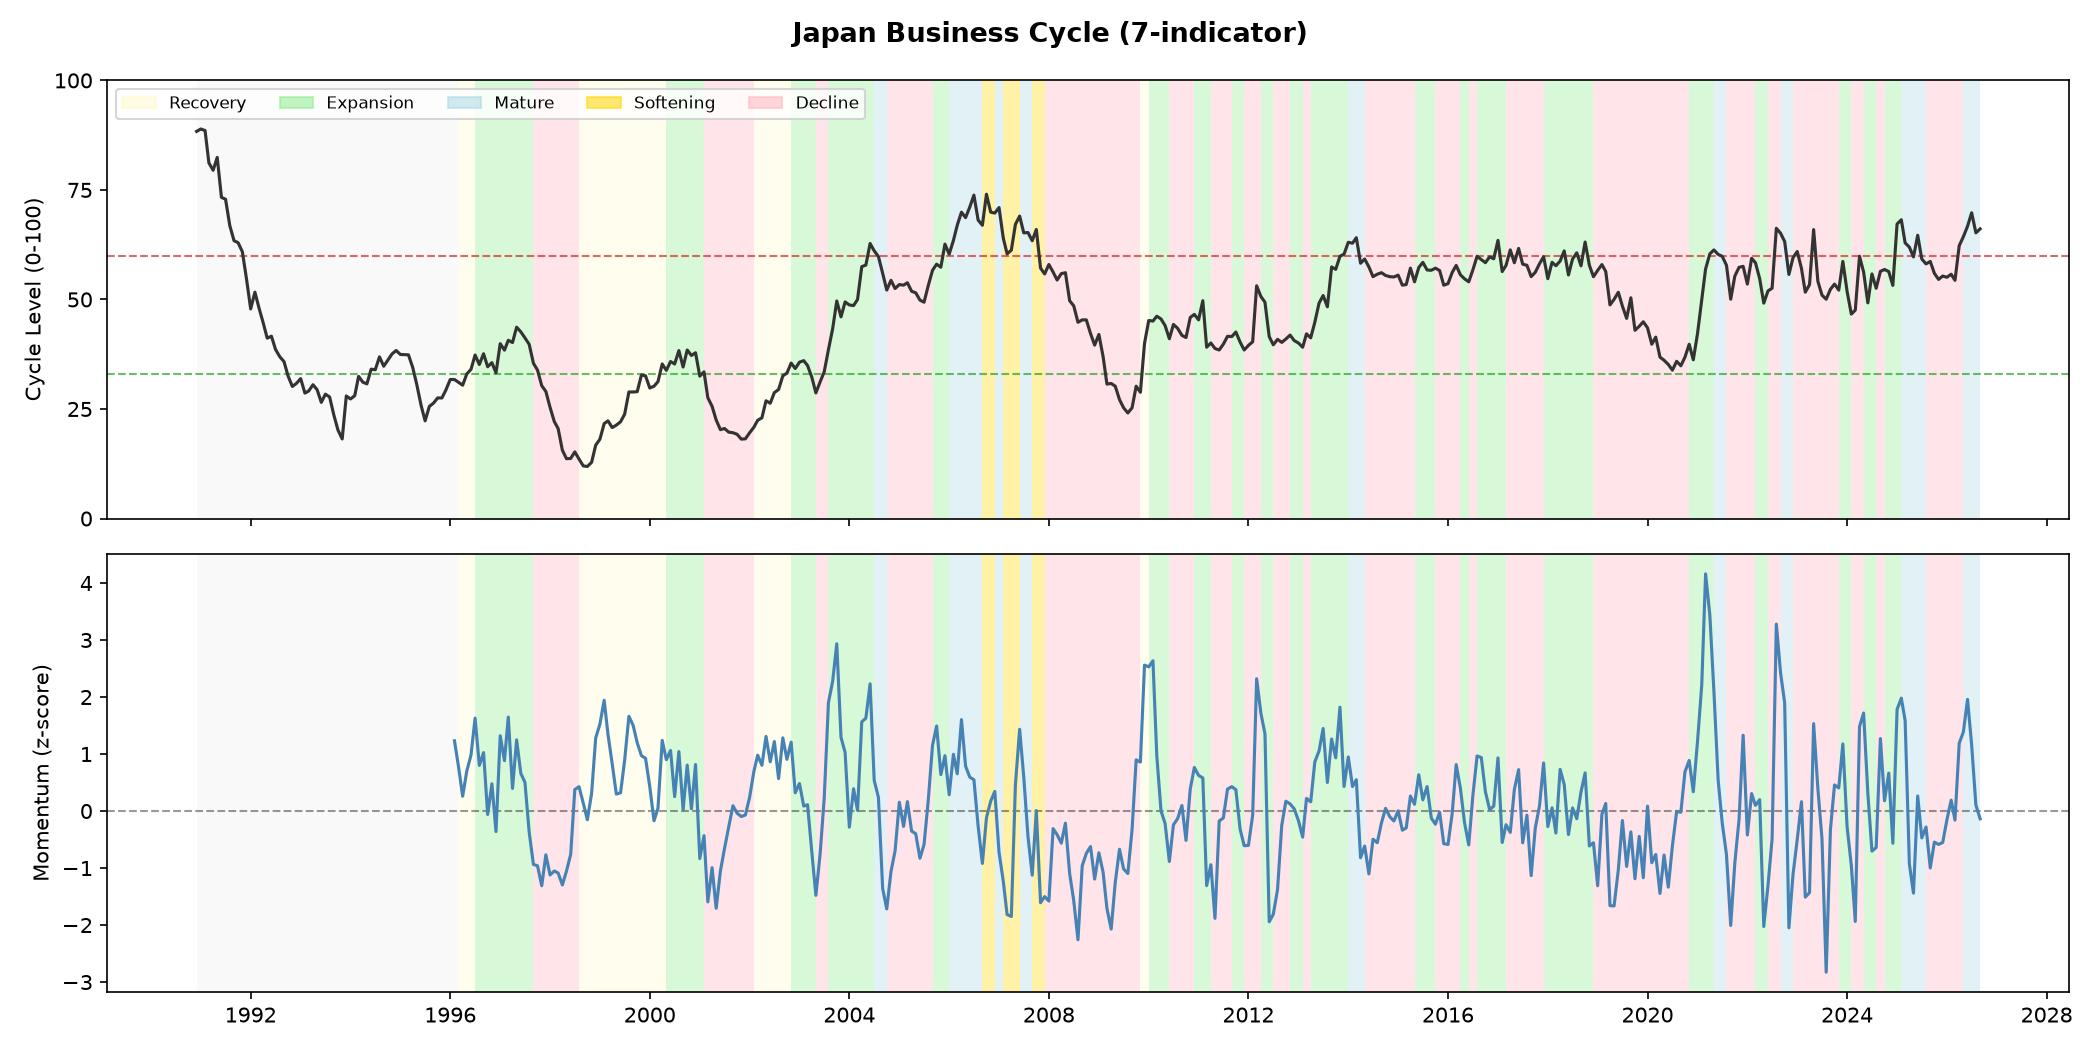 Japan Business Cycle (7-indicator)
100
75
50
25
0
Cycle Level (0-100)
Recovery Expansion Mature Softening Decline
4
3
2
1
0
−1
−2
−3
Momentum (z-score)
1992 1996 2000 2004 2008 2012 2016 2020 2024 2028